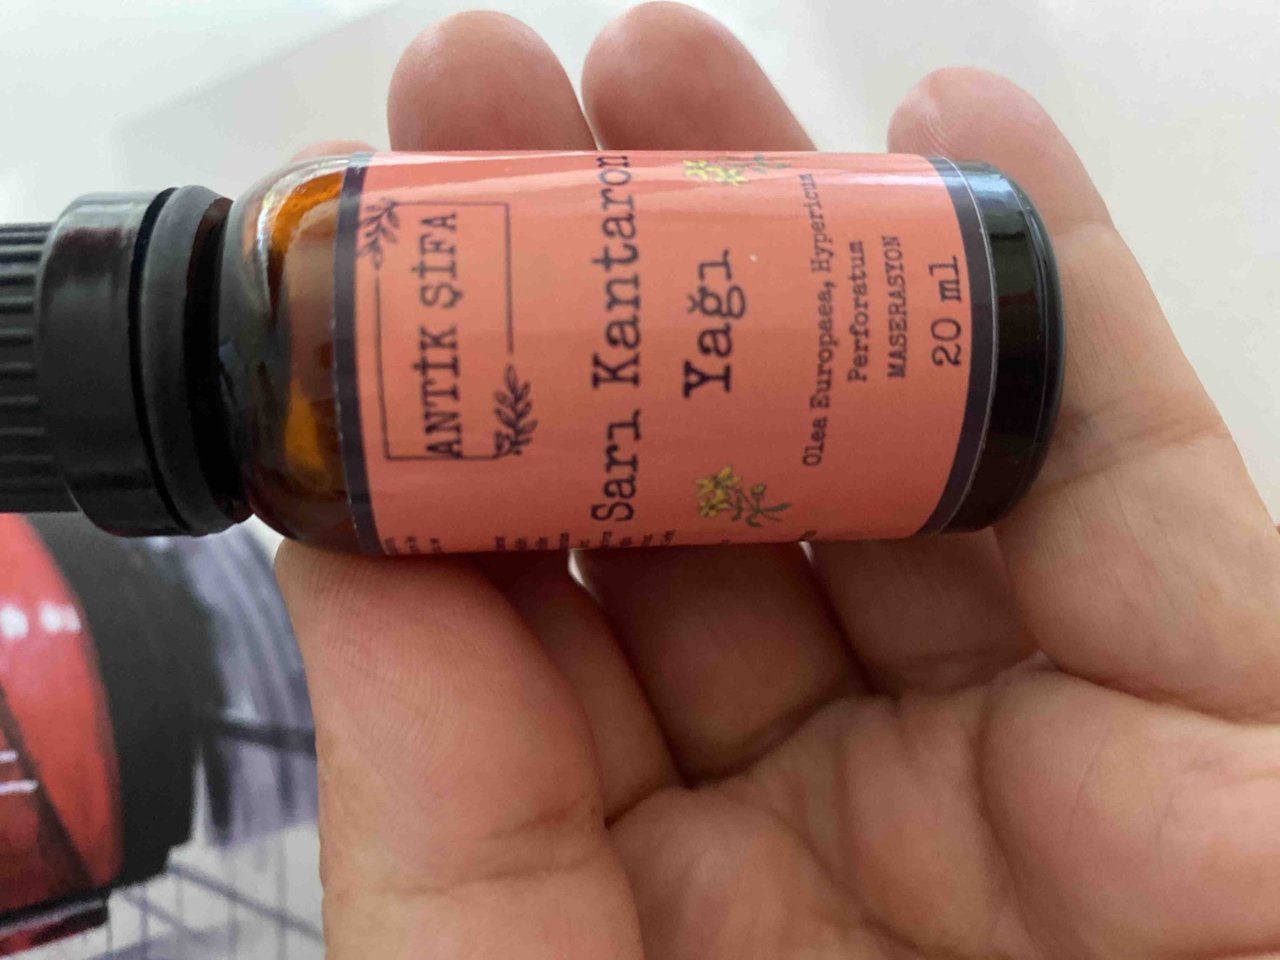 ANTİK ŞİFA
Sarı Kantaron
Yağı
Olea Europaea, Hypericum
Perforatum
MASERASYON
20 ml